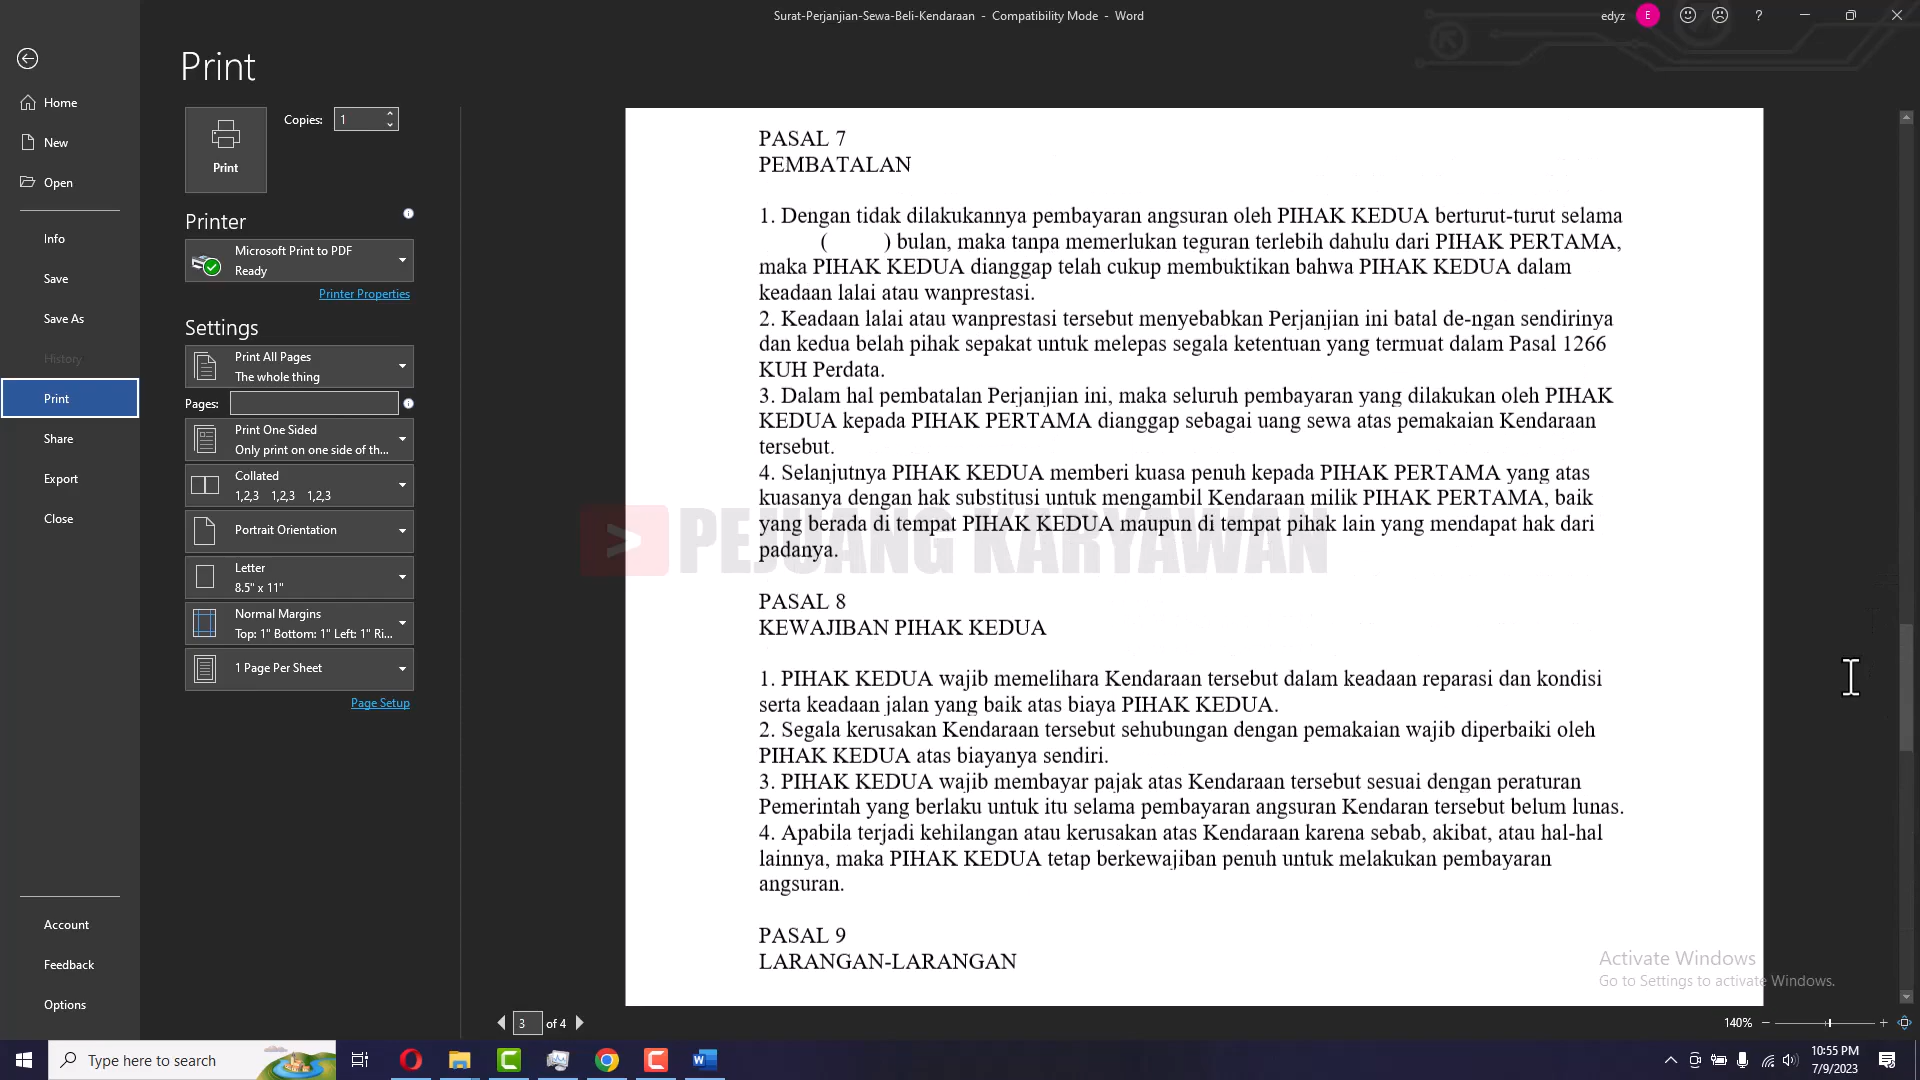 Surat-Perjanjian-Sewa-Beli-Kendaraan - Compatibility Mode - Word
edyz
E
?
Print
Home
New
Open
Info
Save
Save As
History
Print
Share
Export
Close
Account
Feedback
Options
Print
Copies: 1
Printer
Microsoft Print to PDF
Ready
Printer Properties
Settings
Print All Pages
The whole thing
Pages:
Print One Sided
Only print on one side of th...
Collated
1,2,3 1,2,3 1,2,3
Portrait Orientation
Letter
8.5" x 11"
Normal Margins
Top: 1" Bottom: 1" Left: 1" Ri...
1 Page Per Sheet
Page Setup
PASAL 7
PEMBATALAN
1. Dengan tidak dilakukannya pembayaran angsuran oleh PIHAK KEDUA berturut-turut selama
( ) bulan, maka tanpa memerlukan teguran terlebih dahulu dari PIHAK PERTAMA,
maka PIHAK KEDUA dianggap telah cukup membuktikan bahwa PIHAK KEDUA dalam
keadaan lalai atau wanprestasi.
2. Keadaan lalai atau wanprestasi tersebut menyebabkan Perjanjian ini batal de-ngan sendirinya
dan kedua belah pihak sepakat untuk melepas segala ketentuan yang termuat dalam Pasal 1266
KUH Perdata.
3. Dalam hal pembatalan Perjanjian ini, maka seluruh pembayaran yang dilakukan oleh PIHAK
KEDUA kepada PIHAK PERTAMA dianggap sebagai uang sewa atas pemakaian Kendaraan
tersebut.
4. Selanjutnya PIHAK KEDUA memberi kuasa penuh kepada PIHAK PERTAMA yang atas
kuasanya dengan hak substitusi untuk mengambil Kendaraan milik PIHAK PERTAMA, baik
yang berada di tempat PIHAK KEDUA maupun di tempat pihak lain yang mendapat hak dari
padanya.
PEJUANG KARYAWAN
PASAL 8
KEWAJIBAN PIHAK KEDUA
1. PIHAK KEDUA wajib memelihara Kendaraan tersebut dalam keadaan reparasi dan kondisi
serta keadaan jalan yang baik atas biaya PIHAK KEDUA.
2. Segala kerusakan Kendaraan tersebut sehubungan dengan pemakaian wajib diperbaiki oleh
PIHAK KEDUA atas biayanya sendiri.
3. PIHAK KEDUA wajib membayar pajak atas Kendaraan tersebut sesuai dengan peraturan
Pemerintah yang berlaku untuk itu selama pembayaran angsuran Kendaran tersebut belum lunas.
4. Apabila terjadi kehilangan atau kerusakan atas Kendaraan karena sebab, akibat, atau hal-hal
lainnya, maka PIHAK KEDUA tetap berkewajiban penuh untuk melakukan pembayaran
angsuran.
PASAL 9
LARANGAN-LARANGAN
Activate Windows
Go to Settings to activate Windows.
3 of 4
140%
Type here to search
10:55 PM
7/9/2023